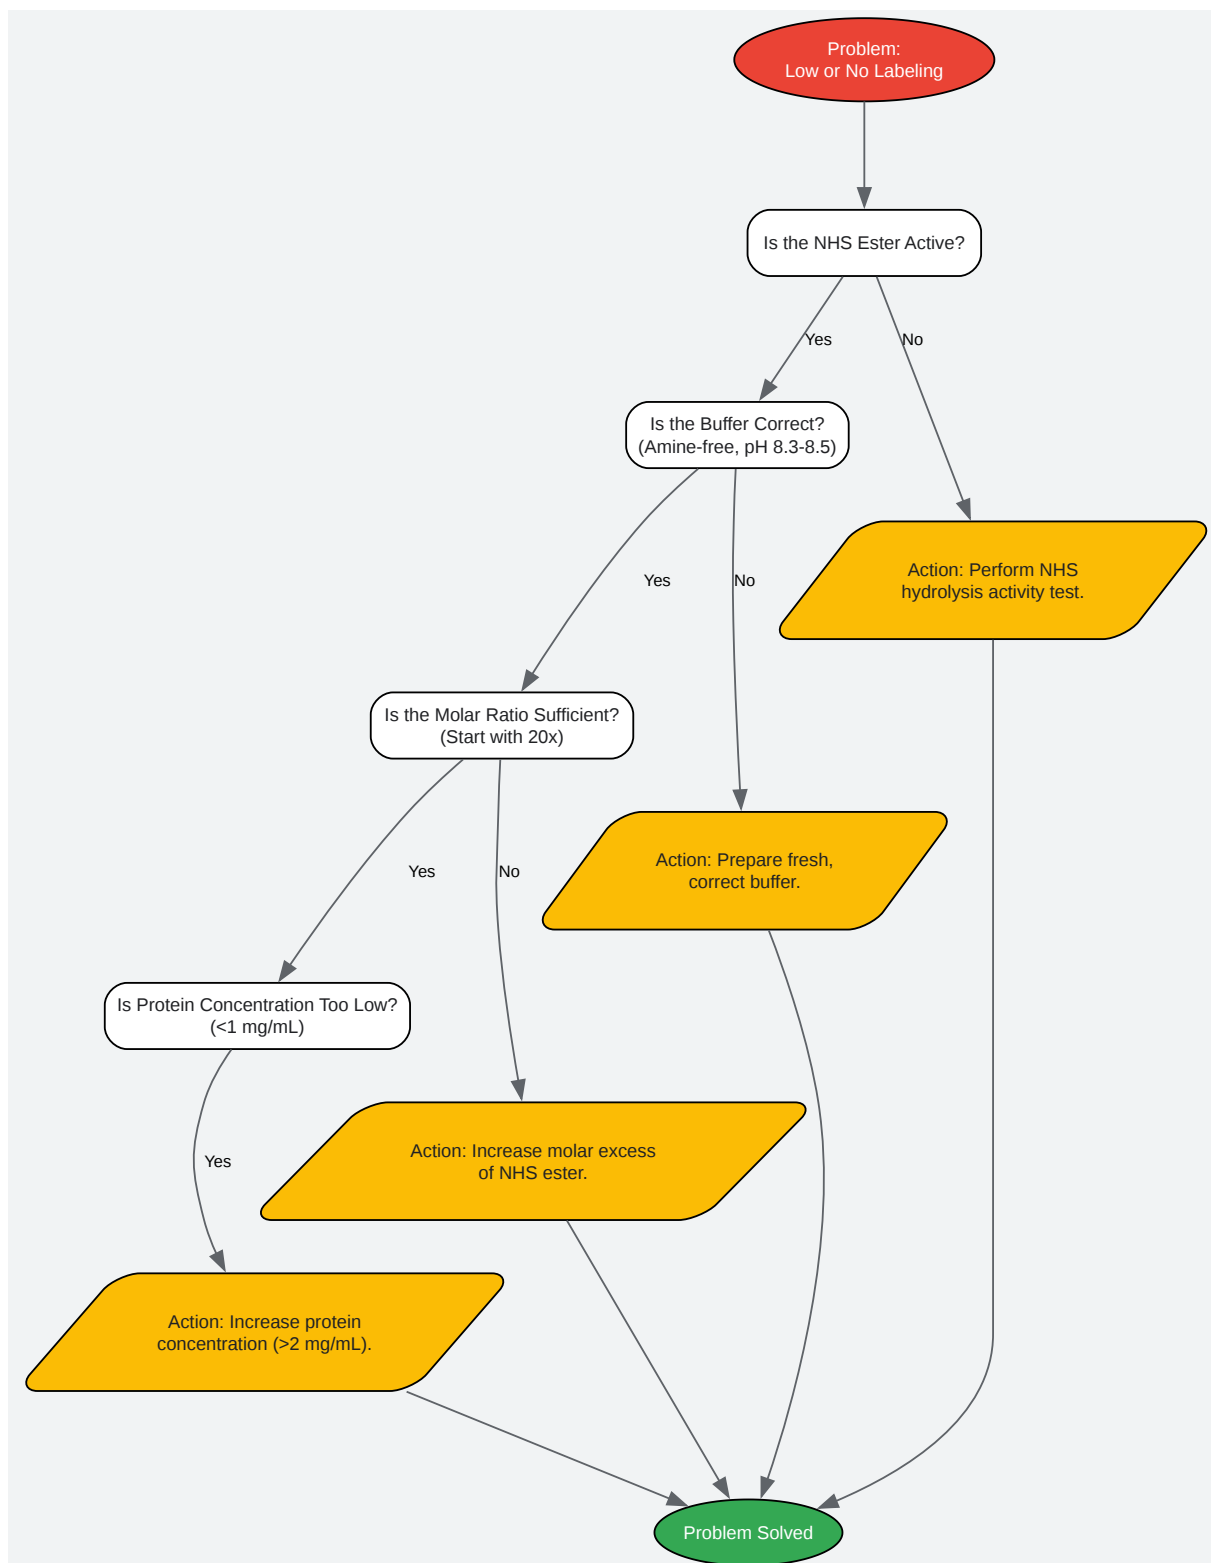 Problem:
Low or No Labeling
Is the NHS Ester Active?
Yes
No
Is the Buffer Correct?
(Amine-free, pH 8.3-8.5)
Action: Perform NHS
hydrolysis activity test.
Yes
No
Is the Molar Ratio Sufficient?
(Start with 20x)
Action: Prepare fresh,
correct buffer.
Yes
No
Is Protein Concentration Too Low?
(<1 mg/mL)
Action: Increase molar excess
of NHS ester.
Yes
Action: Increase protein
concentration (>2 mg/mL).
Problem Solved